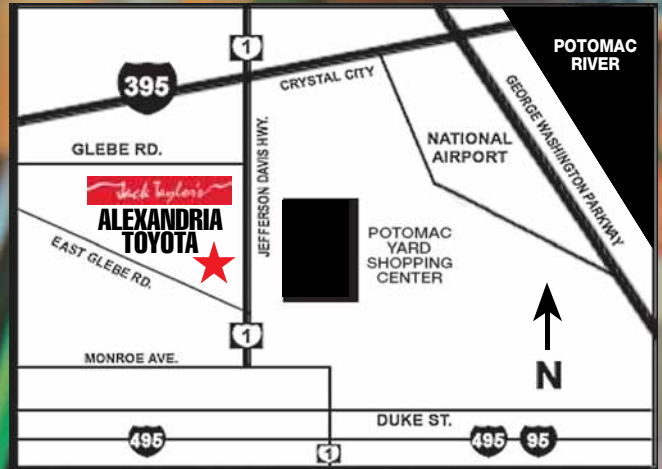 1
POTOMAC
RIVER
395
CRYSTAL CITY
GEORGE WASHINGTON PARKWAY
GLEBE RD.
JEFFERSON DAVIS HWY.
NATIONAL
AIRPORT
Jack Taylor's
ALEXANDRIA
TOYOTA
EAST GLEBE RD.
POTOMAC
YARD
SHOPPING
CENTER
1
MONROE AVE.
N
DUKE ST.
495
1
495
95